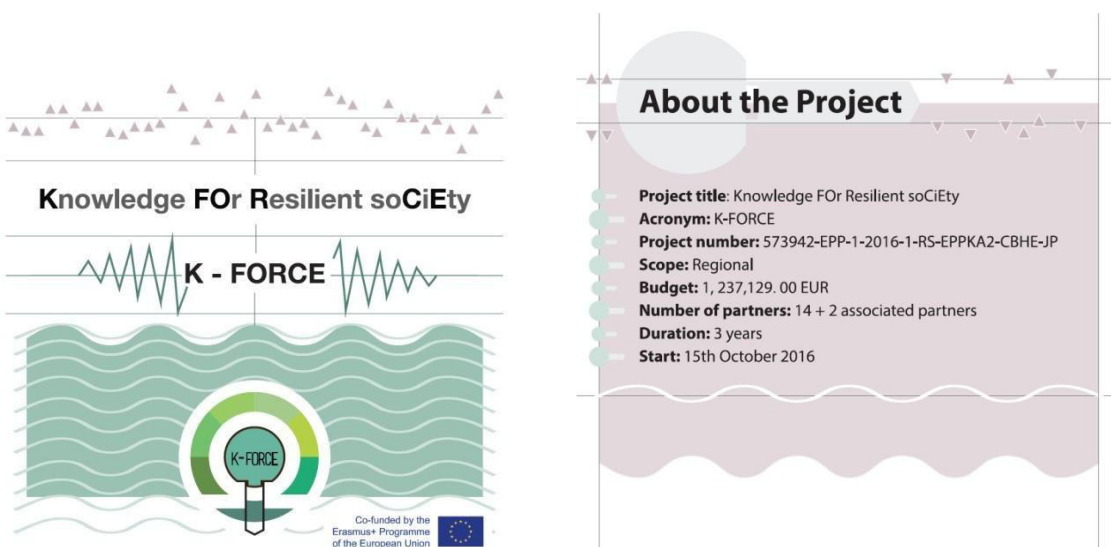 Knowledge FOr Resilient soCiEty
K - FORCE
K-FORCE
Co-funded by the
Erasmus+ Programme
of the European Union
About the Project
Project title: Knowledge FOr Resilient soCiEty
Acronym: K-FORCE
Project number: 573942-EPP-1-2016-1-RS-EPPKA2-CBHE-JP
Scope: Regional
Budget: 1, 237,129. 00 EUR
Number of partners: 14 + 2 associated partners
Duration: 3 years
Start: 15th October 2016